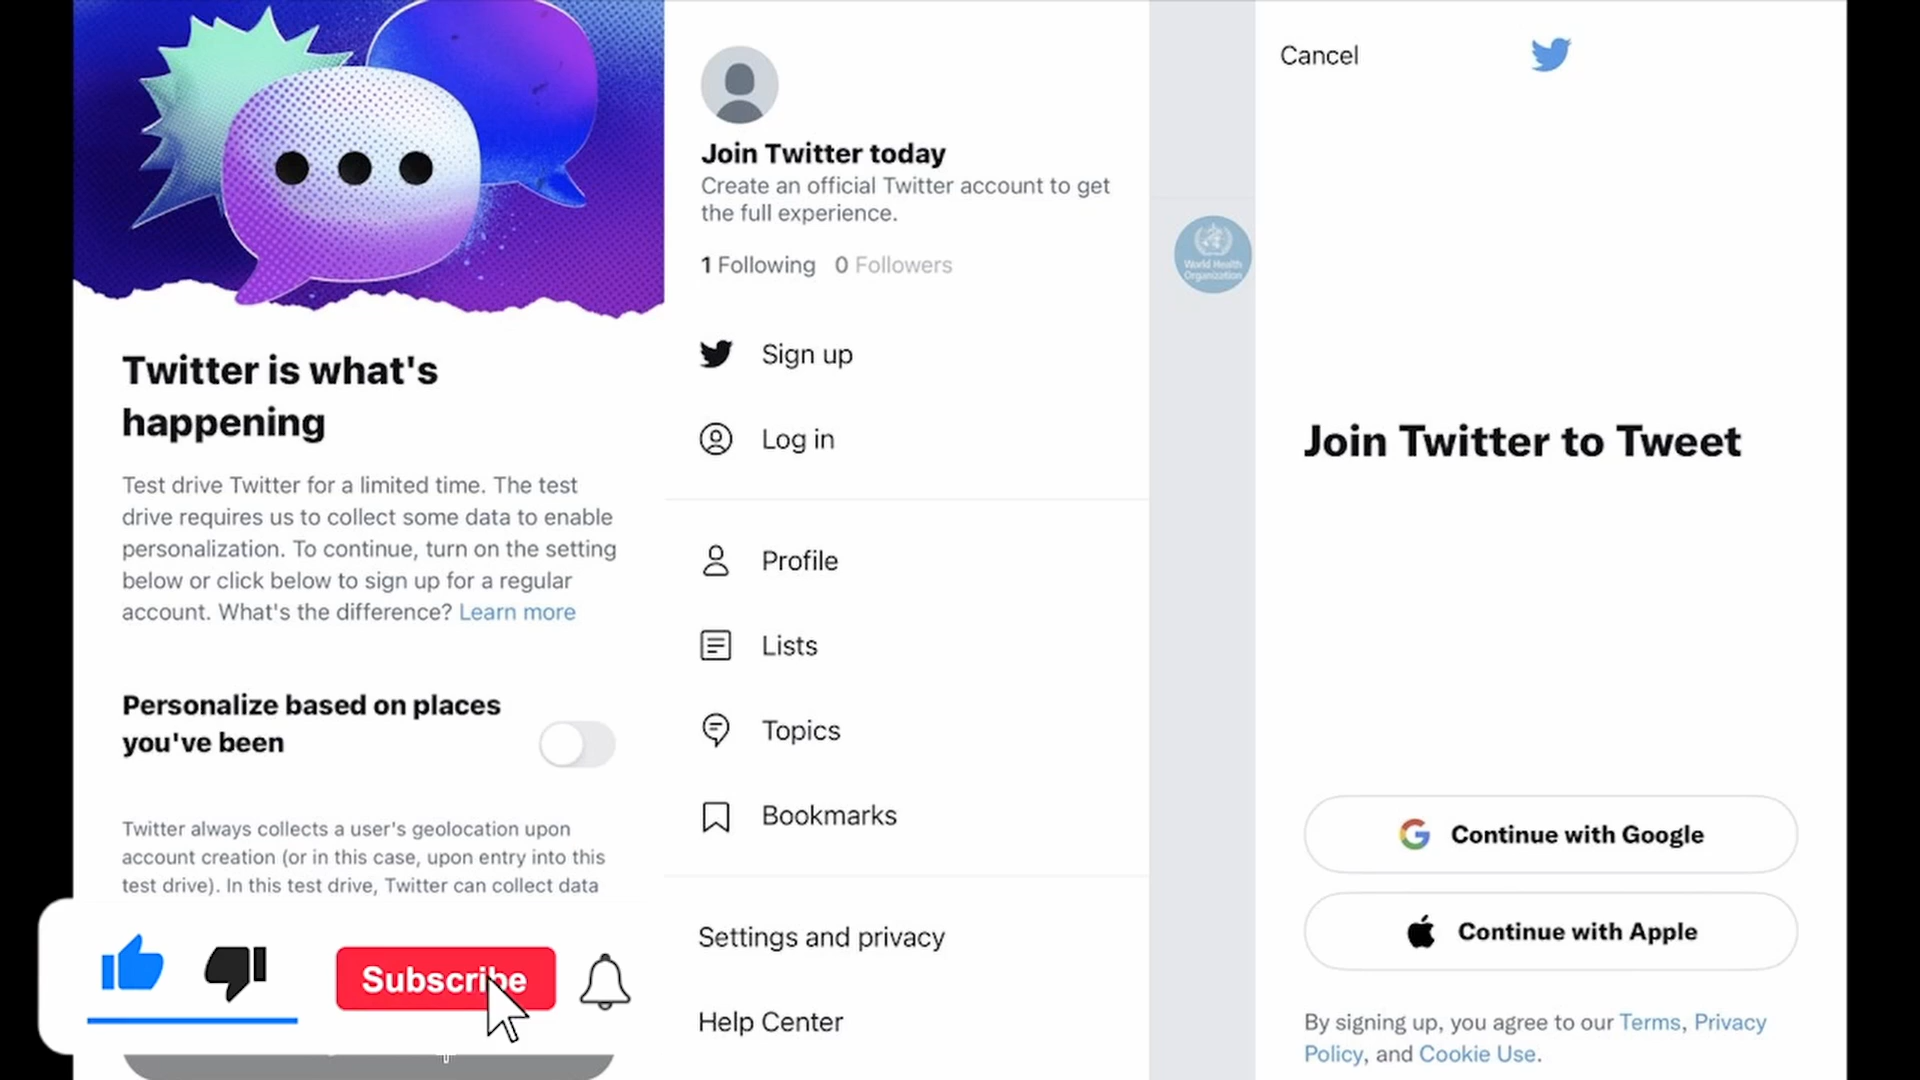 Twitter is what's
happening
Test drive Twitter for a limited time. The test
drive requires us to collect some data to enable
personalization. To continue, turn on the setting
below or click below to sign up for a regular
account. What's the difference? Learn more
Personalize based on places
you've been
Twitter always collects a user's geolocation upon
account creation (or in this case, upon entry into this
test drive). In this test drive, Twitter can collect data
Subscribe
Join Twitter today
Create an official Twitter account to get
the full experience.
1 Following 0 Followers
Sign up
Log in
Profile
Lists
Topics
Bookmarks
Settings and privacy
Help Center
World Health
Organization
Cancel
Join Twitter to Tweet
Continue with Google
Continue with Apple
By signing up, you agree to our Terms, Privacy
Policy, and Cookie Use.